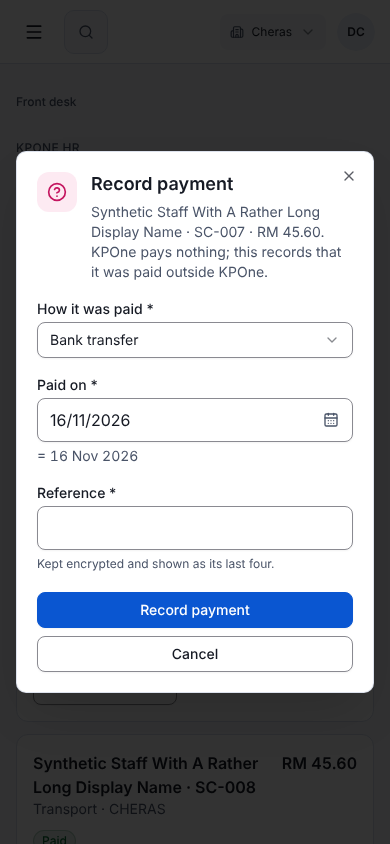 Cheras
DC
Front desk
KPONE HR
Record payment
Synthetic Staff With A Rather Long
Display Name · SC-007 · RM 45.60.
KPOne pays nothing; this records that
it was paid outside KPOne.
How it was paid *
Bank transfer
Paid on *
16/11/2026
= 16 Nov 2026
Reference *
Kept encrypted and shown as its last four.
Record payment
Cancel
Synthetic Staff With A Rather RM 45.60
Long Display Name · SC-008
Transport · CHERAS
Paid